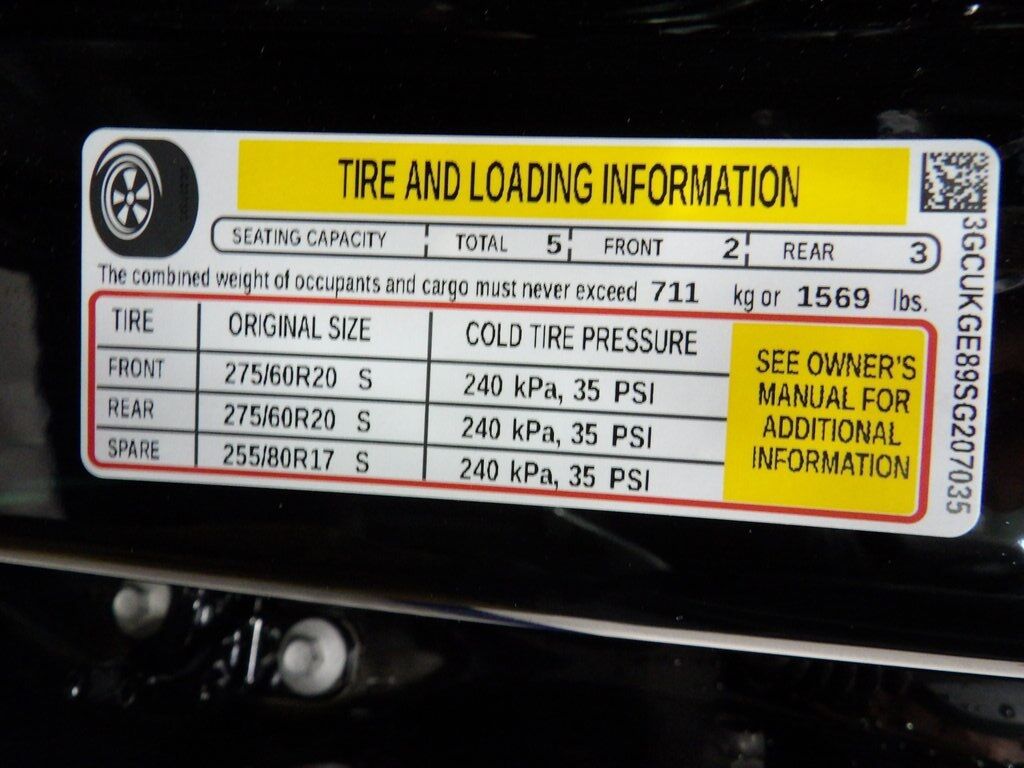 TIRE AND LOADING INFORMATION
SEATING CAPACITY TOTAL 5 FRONT 2 REAR 3
The combined weight of occupants and cargo must never exceed 711 kg or 1569 lbs.
TIRE ORIGINAL SIZE COLD TIRE PRESSURE
FRONT 275/60R20 S 240 kPa, 35 PSI
REAR 275/60R20 S 240 kPa, 35 PSI
SPARE 255/80R17 S 240 kPa, 35 PSI
SEE OWNER'S
MANUAL FOR
ADDITIONAL
INFORMATION
3GCUKGE89SG207035